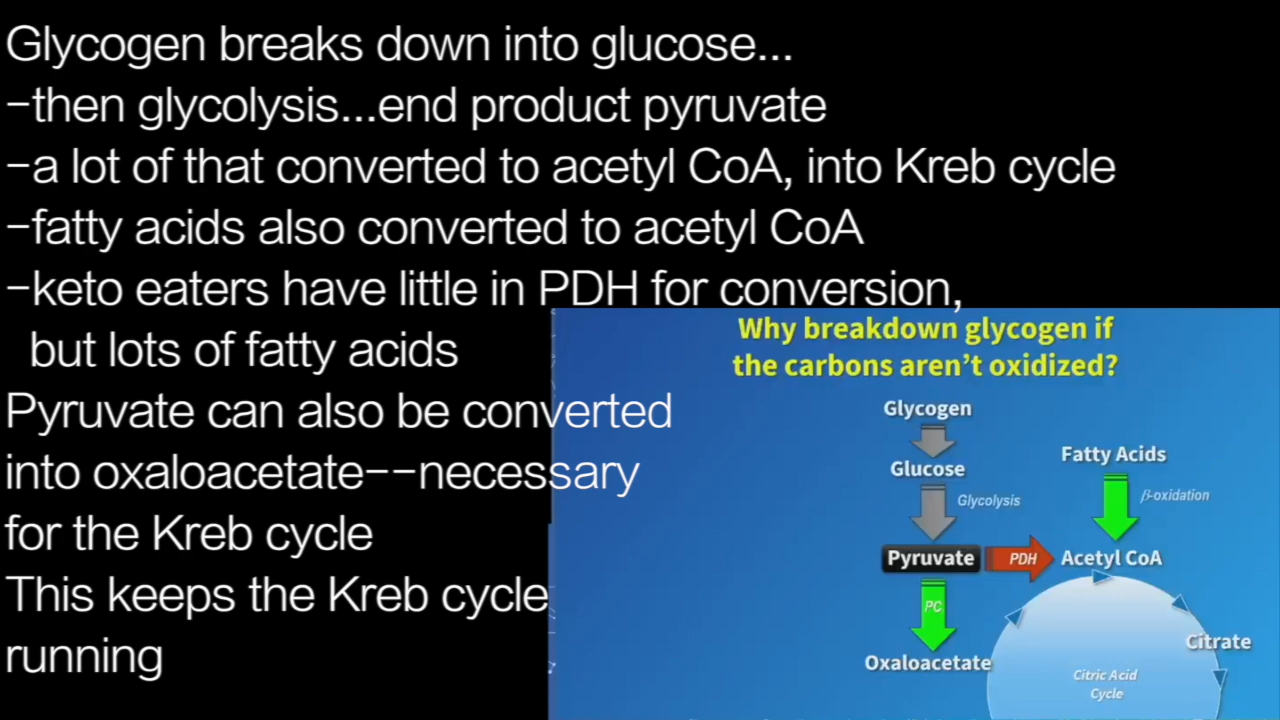 Glycogen breaks down into glucose...
-then glycolysis...end product pyruvate
-a lot of that converted to acetyl CoA, into Kreb cycle
-fatty acids also converted to acetyl CoA
-keto eaters have little in PDH for conversion,
but lots of fatty acids
Pyruvate can also be converted
into oxaloacetate--necessary
for the Kreb cycle
This keeps the Kreb cycle
running
Why breakdown glycogen if
the carbons aren't oxidized?
Glycogen
Glucose
Fatty Acids
Glycolysis
β-oxidation
Pyruvate
PDH
Acetyl CoA
PC
Oxaloacetate
Citrate
Citric Acid
Cycle